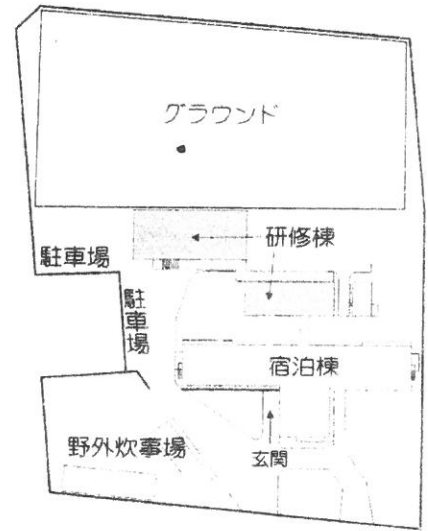 グラウンド
研修棟
駐車場
駐車場
宿泊棟
野外炊事場
玄関